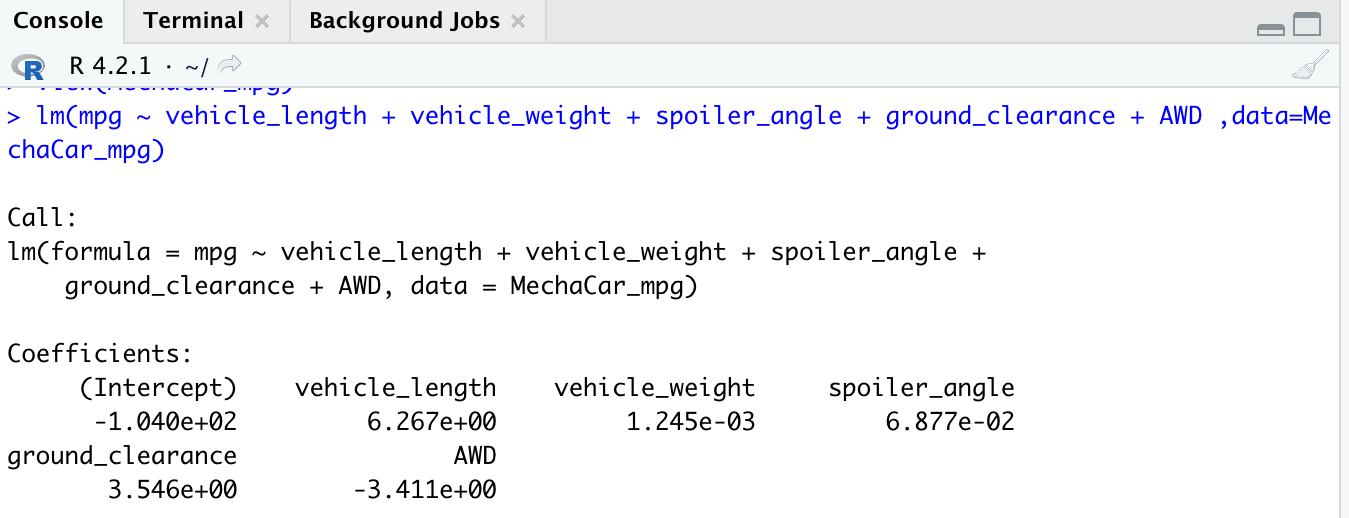 Console Terminal × Background Jobs ×
R R 4.2.1 · ~/
> lm(mpg ~ vehicle_length + vehicle_weight + spoiler_angle + ground_clearance + AWD ,data=Me
chaCar_mpg)
Call:
lm(formula = mpg ~ vehicle_length + vehicle_weight + spoiler_angle +
    ground_clearance + AWD, data = MechaCar_mpg)
Coefficients:
     (Intercept)    vehicle_length    vehicle_weight     spoiler_angle
      -1.040e+02         6.267e+00         1.245e-03         6.877e-02
ground_clearance               AWD
       3.546e+00        -3.411e+00